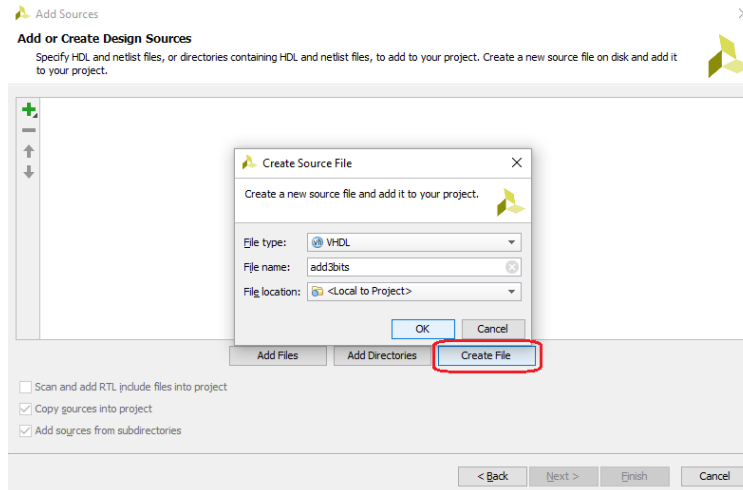 Add Sources
Add or Create Design Sources
Specify HDL and netlist files, or directories containing HDL and netlist files, to add to your project. Create a new source file on disk and add it
to your project.
Create Source File
Create a new source file and add it to your project.
File type: VHDL
File name: add3bits
File location: <Local to Project>
OK Cancel
Add Files Add Directories Create File
Scan and add RTL include files into project
Copy sources into project
Add sources from subdirectories
< Back Next > Finish Cancel